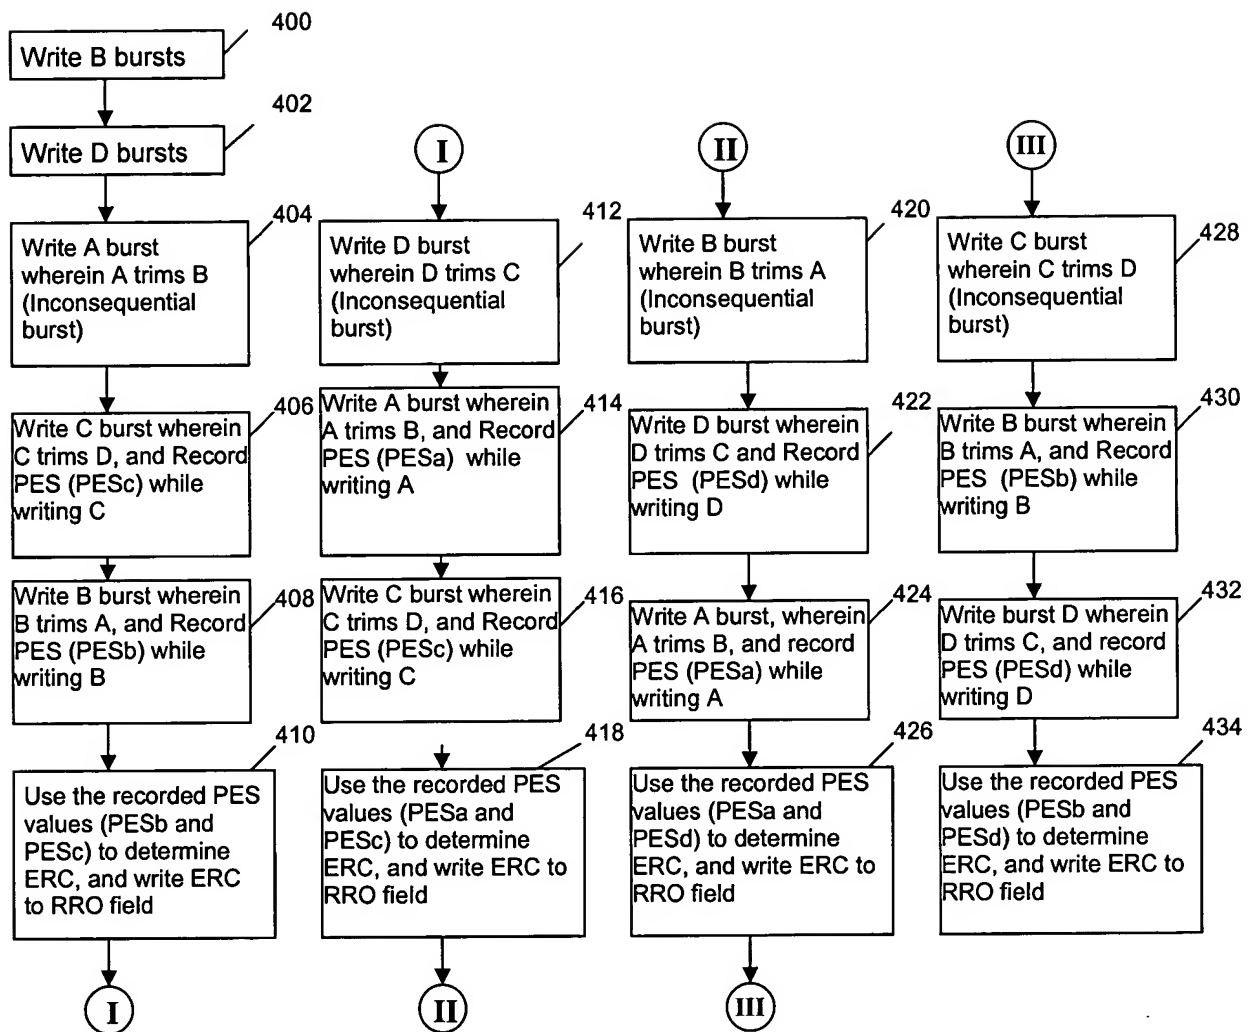 400
Write B bursts
402
Write D bursts
404
Write A burst
wherein A trims B
(Inconsequential
burst)
406
Write C burst wherein
C trims D, and Record
PES (PESc) while
writing C
408
Write B burst wherein
B trims A, and Record
PES (PESb) while
writing B
410
Use the recorded PES
values (PESb and
PESc) to determine
ERC, and write ERC
to RRO field
I
I
412
Write D burst
wherein D trims C
(Inconsequential
burst)
414
Write A burst wherein
A trims B, and Record
PES (PESa) while
writing A
416
Write C burst wherein
C trims D, and Record
PES (PESc) while
writing C
418
Use the recorded PES
values (PESa and
PESc) to determine
ERC, and write ERC to
RRO field
II
II
420
Write B burst
wherein B trims A
(Inconsequential
burst)
422
Write D burst wherein
D trims C and Record
PES (PESd) while
writing D
424
Write A burst, wherein
A trims B, and record
PES (PESa) while
writing A
426
Use the recorded PES
values (PESa and
PESd) to determine
ERC, and write ERC to
RRO field
III
III
428
Write C burst
wherein C trims D
(Inconsequential
burst)
430
Write B burst wherein
B trims A, and Record
PES (PESb) while
writing B
432
Write burst D wherein
D trims C, and record
PES (PESd) while
writing D
434
Use the recorded PES
values (PESb and
PESd) to determine
ERC, and write ERC to
RRO field